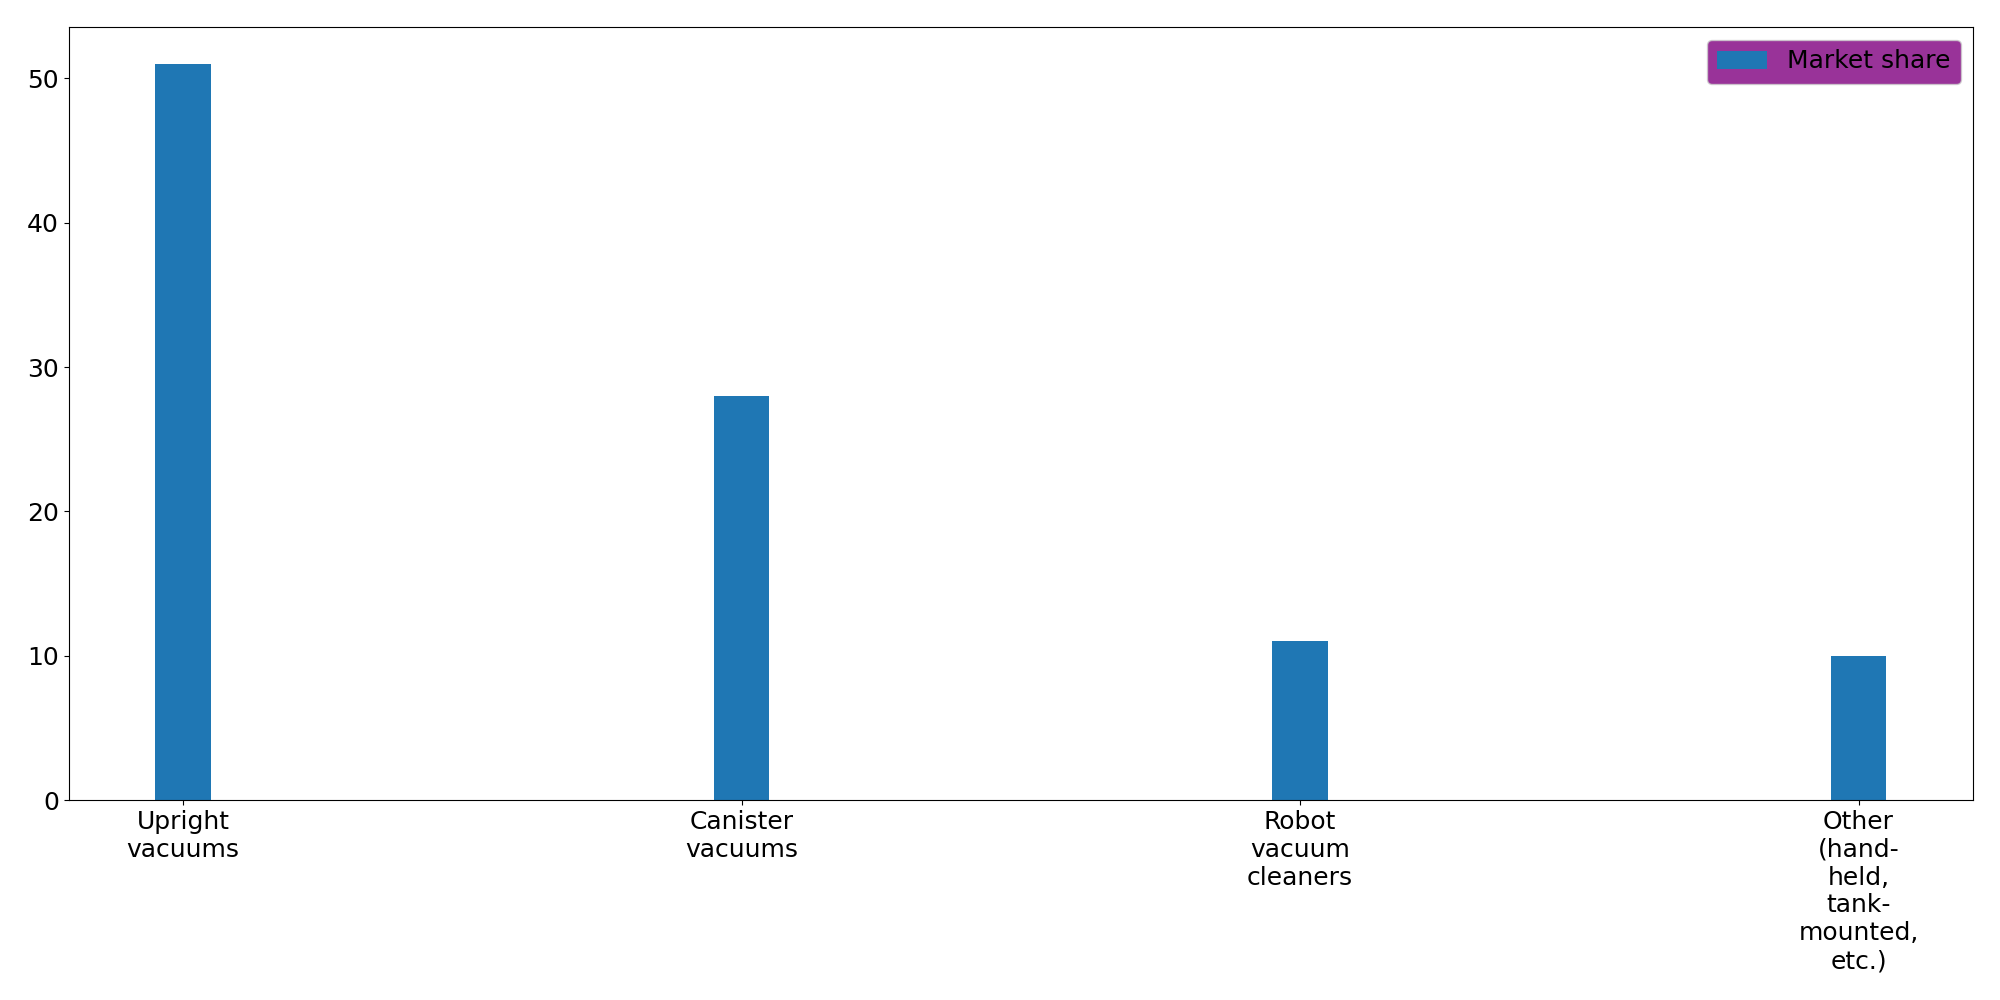 Market share
50
40
30
20
10
0
Upright
vacuums
Canister
vacuums
Robot
vacuum
cleaners
Other
(hand-
held,
tank-
mounted,
etc.)